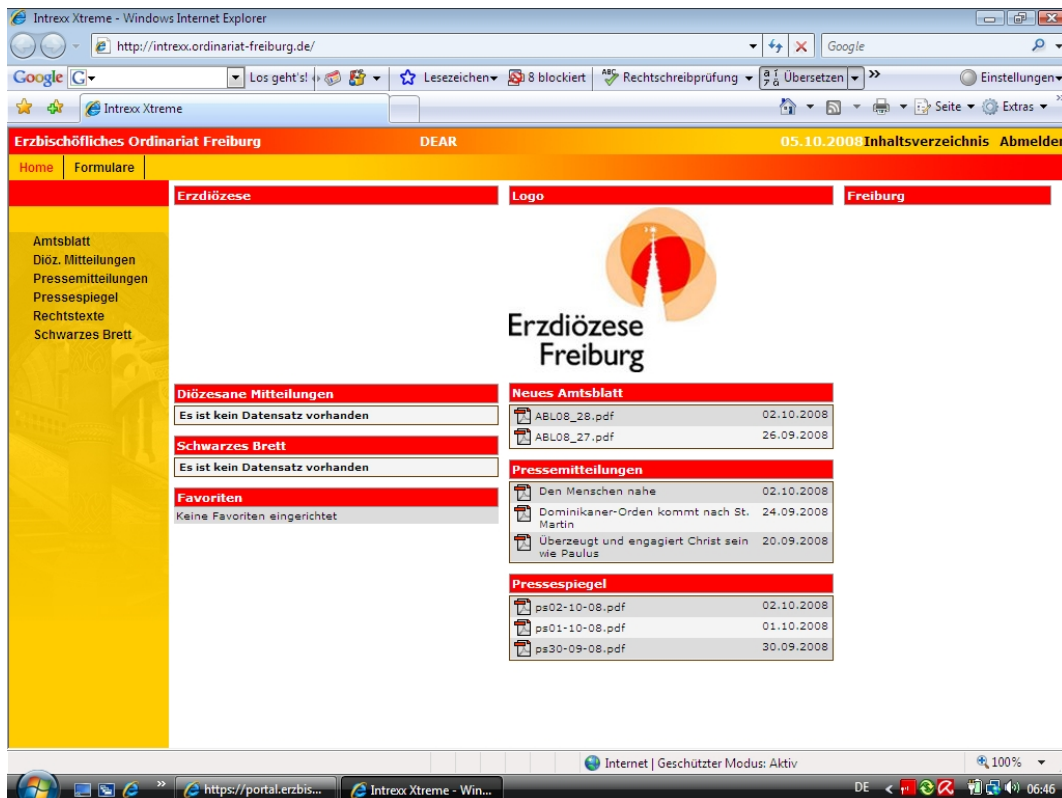 Intrexx Xtreme - Windows Internet Explorer
http://intrexx.ordinariat-freiburg.de/
Google
Google G
Los geht's!
Lesezeichen
8 blockiert
Rechtschreibprüfung
Übersetzen
Einstellungen
Intrexx Xtreme
Seite
Extras
Erzbischöfliches Ordinariat Freiburg
DEAR
05.10.2008 Inhaltsverzeichnis Abmelden
Home Formulare
Erzdiözese
Logo
Freiburg
Amtsblatt
Diöz. Mitteilungen
Pressemitteilungen
Pressespiegel
Rechtstexte
Schwarzes Brett
Erzdiözese
Freiburg
Diözesane Mitteilungen
Es ist kein Datensatz vorhanden
Schwarzes Brett
Es ist kein Datensatz vorhanden
Favoriten
Keine Favoriten eingerichtet
Neues Amtsblatt
ABL08_28.pdf 02.10.2008
ABL08_27.pdf 26.09.2008
Pressemitteilungen
Den Menschen nahe 02.10.2008
Dominikaner-Orden kommt nach St. 24.09.2008
Martin
Überzeugt und engagiert Christ sein 20.09.2008
wie Paulus
Pressespiegel
ps02-10-08.pdf 02.10.2008
ps01-10-08.pdf 01.10.2008
ps30-09-08.pdf 30.09.2008
Internet | Geschützter Modus: Aktiv
100%
https://portal.erzbis...
Intrexx Xtreme - Win...
DE
06:46